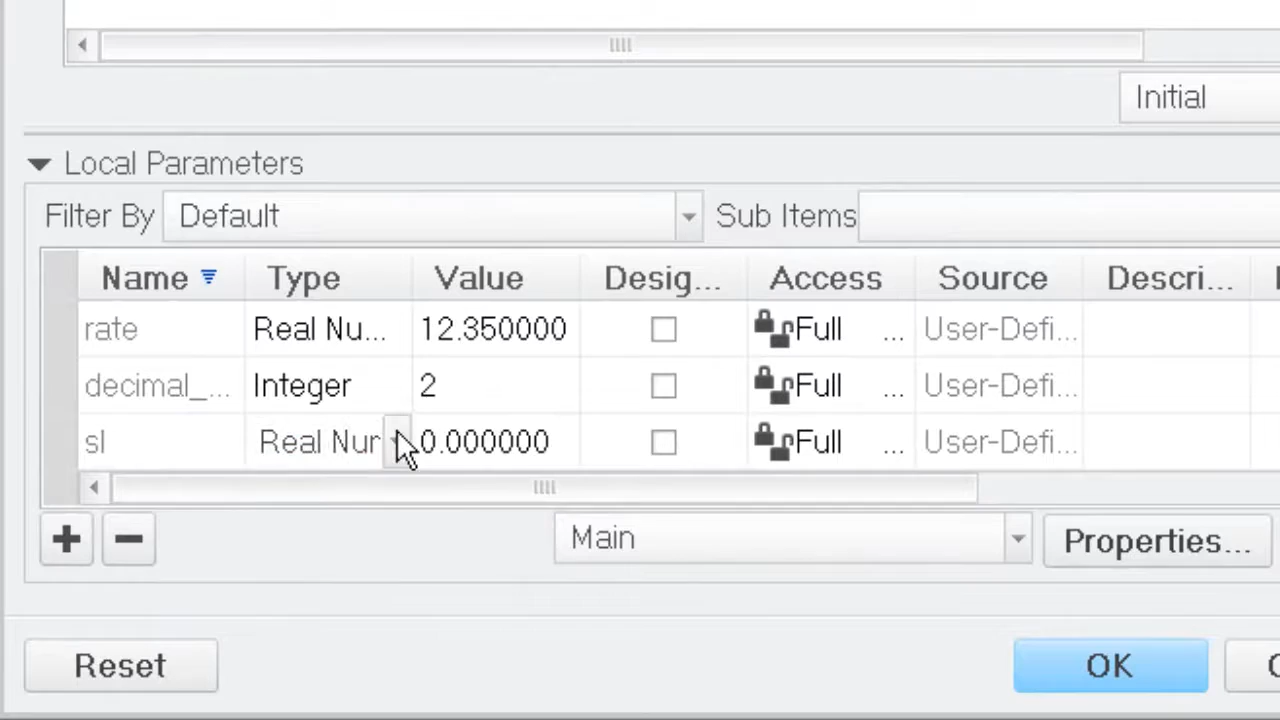 Initial
Local Parameters
Filter By Default Sub Items
Name Type Value Desig... Access Source Descri...
rate Real Nu... 12.350000 Full ... User-Defi...
decimal_... Integer 2 Full ... User-Defi...
sl Real Nur 0.000000 Full ... User-Defi...
+ - Main Properties...
Reset OK